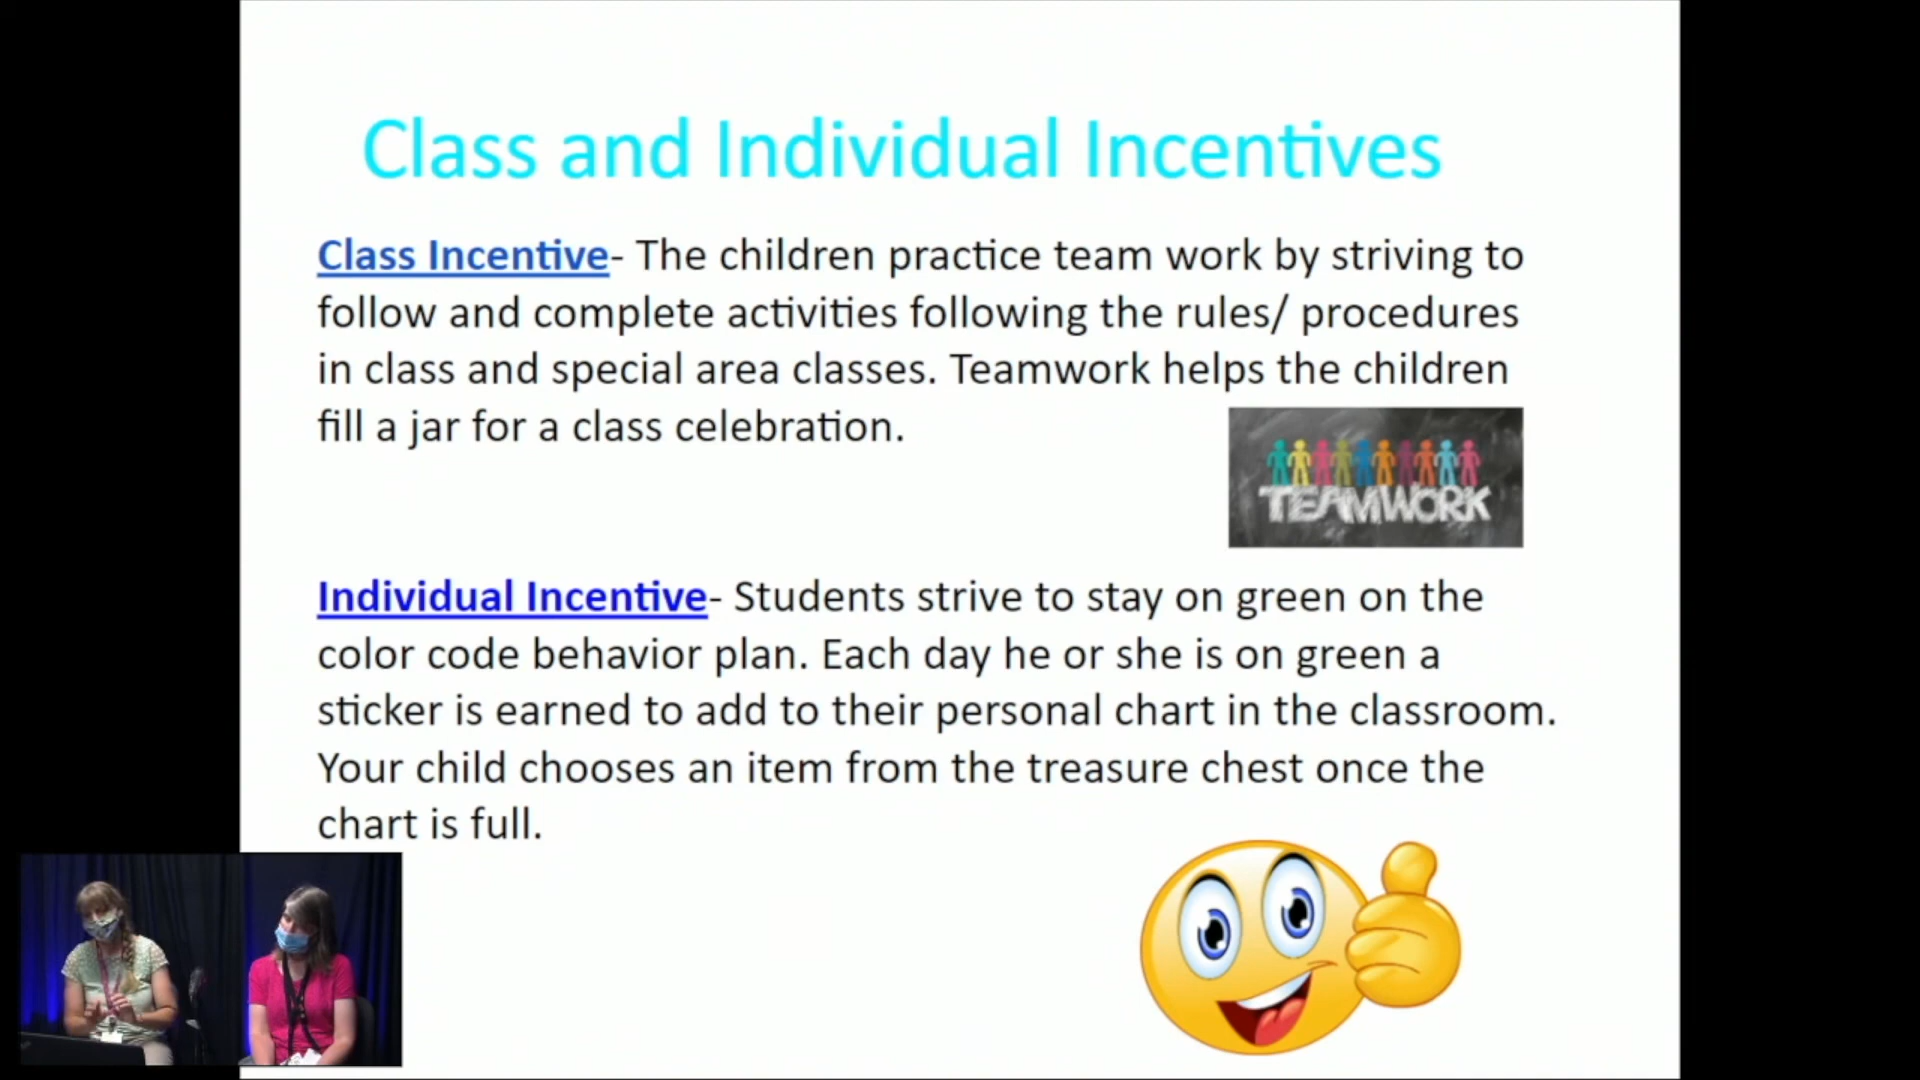 Class and Individual Incentives
Class Incentive- The children practice team work by striving to
follow and complete activities following the rules/ procedures
in class and special area classes. Teamwork helps the children
fill a jar for a class celebration.
TEAMWORK
Individual Incentive- Students strive to stay on green on the
color code behavior plan. Each day he or she is on green a
sticker is earned to add to their personal chart in the classroom.
Your child chooses an item from the treasure chest once the
chart is full.